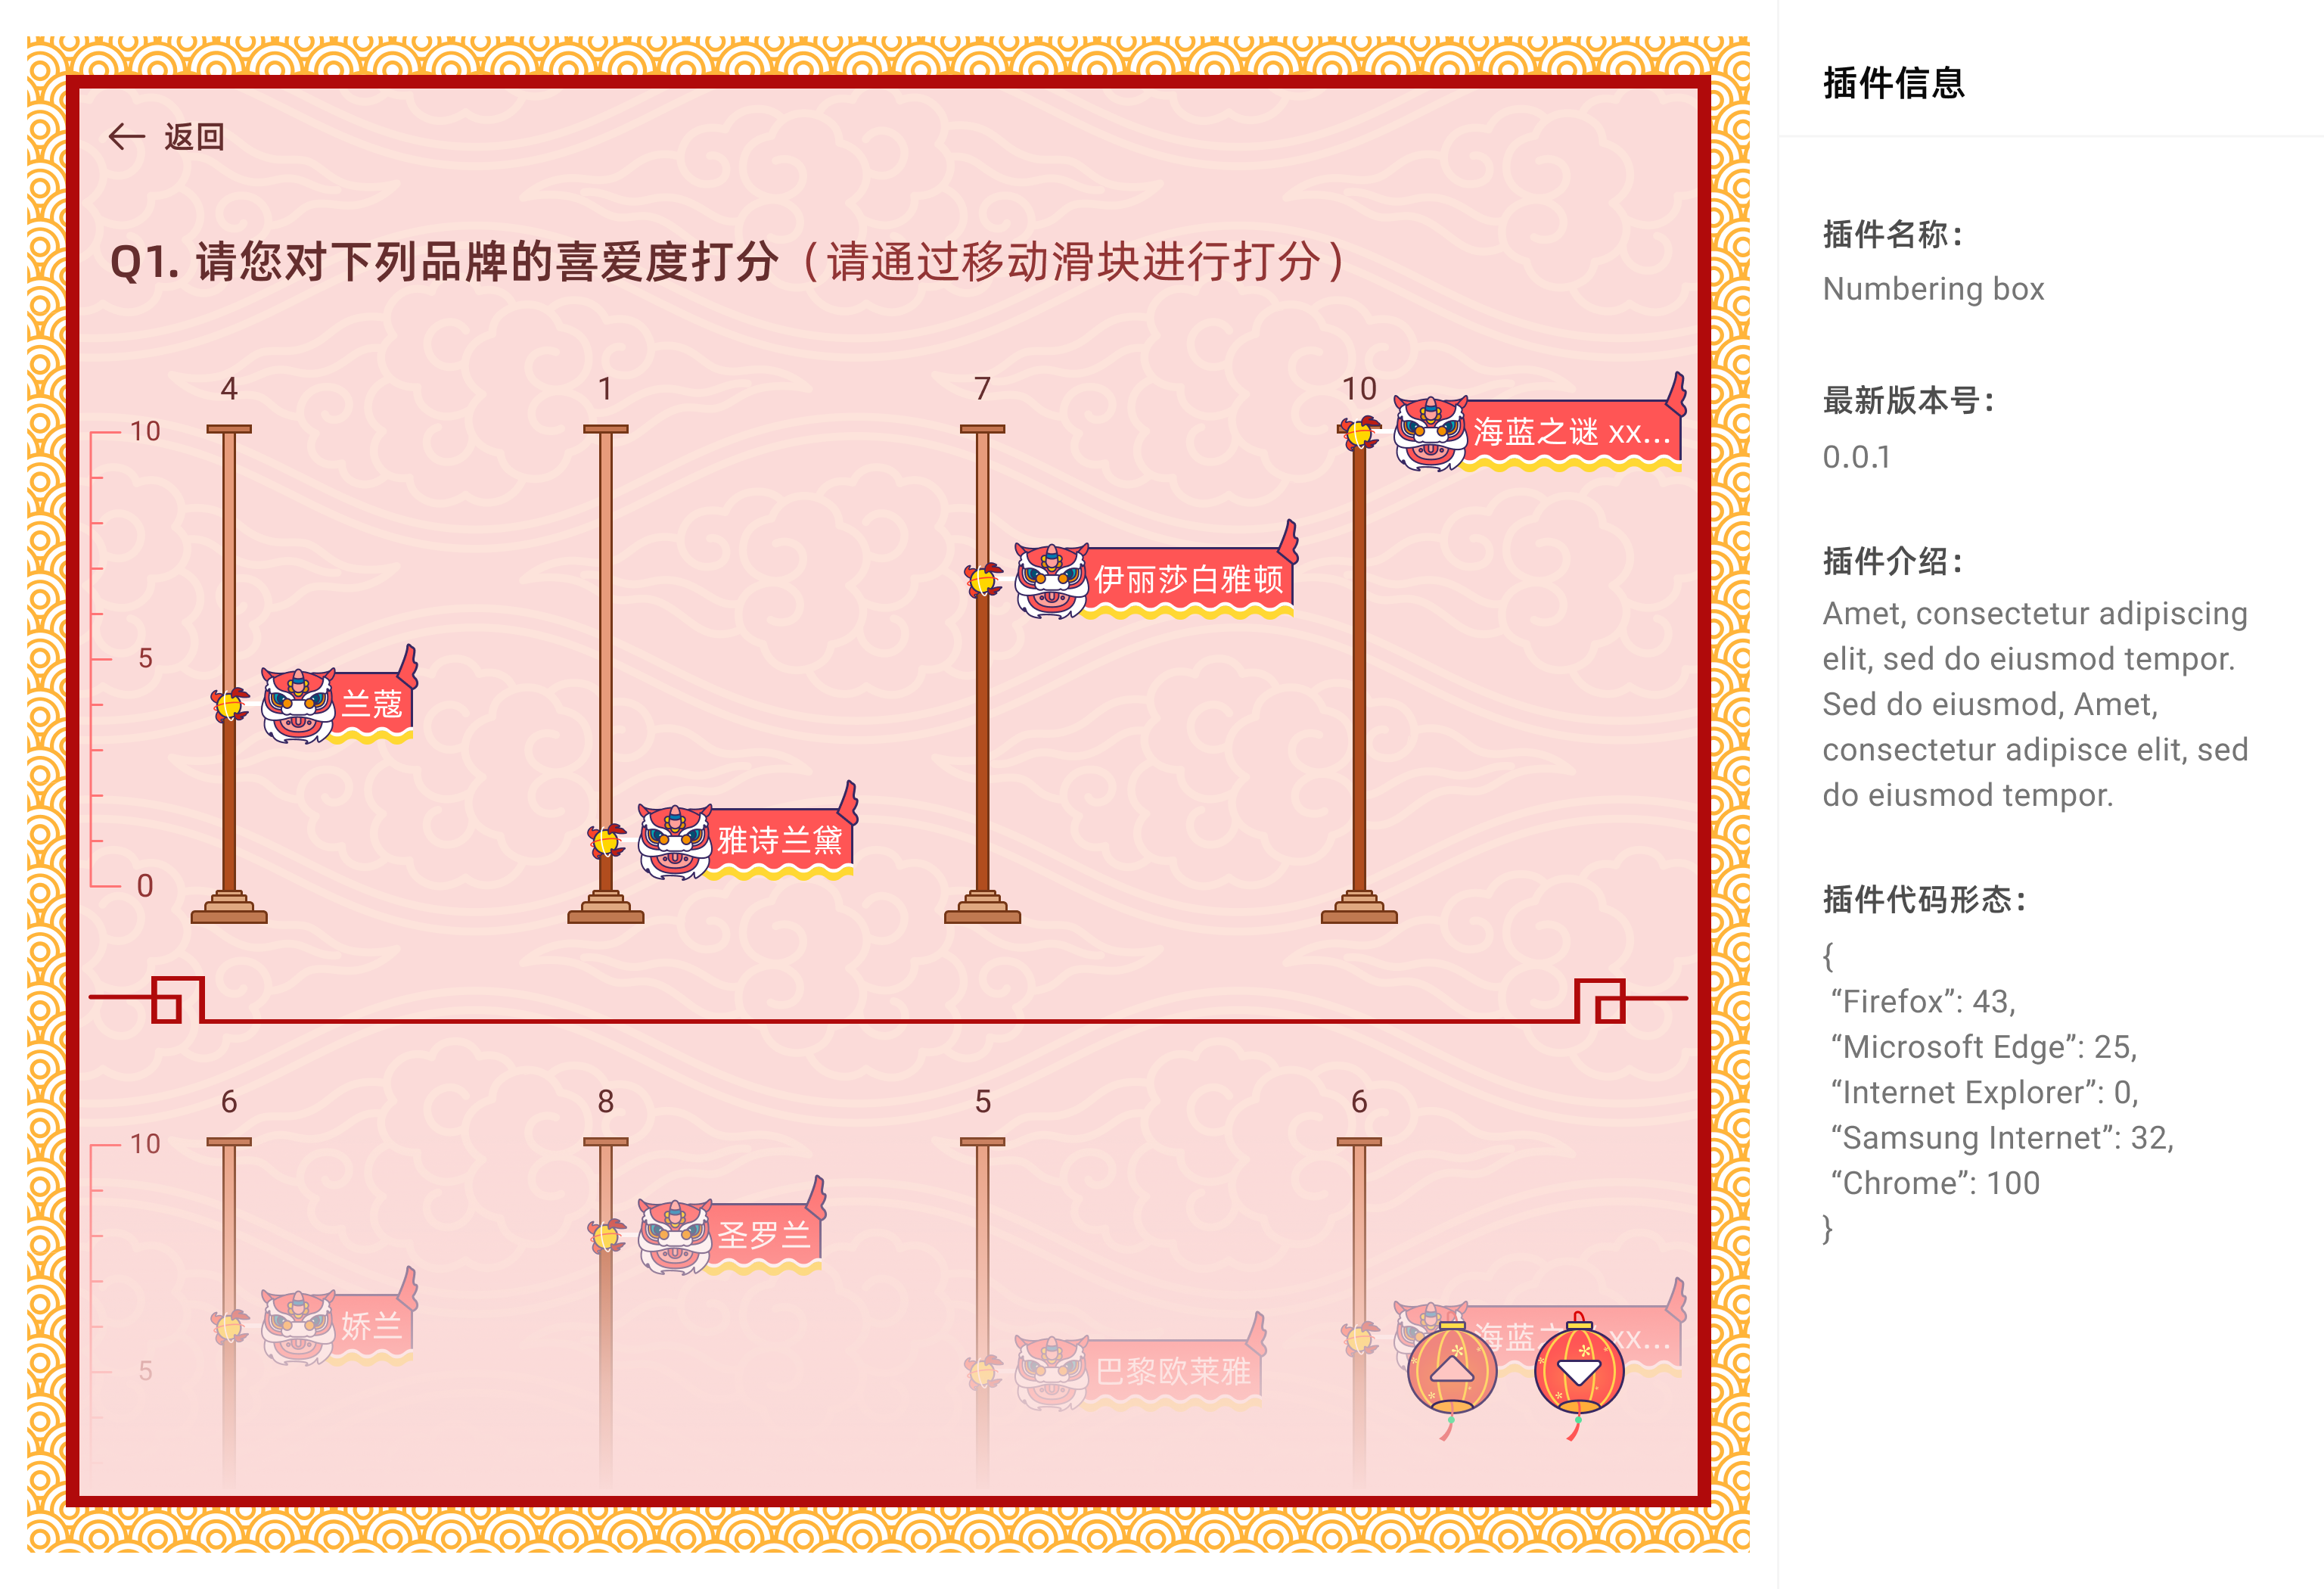 返回
Q1. 请您对下列品牌的喜爱度打分（请通过移动滑块进行打分）
4
1
7
10
10
5
0
兰蔻
雅诗兰黛
伊丽莎白雅顿
海蓝之谜 xx...
6
8
5
6
10
5
娇兰
圣罗兰
巴黎欧莱雅
海蓝之 xx...
插件信息
插件名称：
Numbering box
最新版本号：
0.0.1
插件介绍：
Amet, consectetur adipiscing
elit, sed do eiusmod tempor.
Sed do eiusmod, Amet,
consectetur adipisce elit, sed
do eiusmod tempor.
插件代码形态：
{
“Firefox”: 43,
“Microsoft Edge”: 25,
“Internet Explorer”: 0,
“Samsung Internet”: 32,
“Chrome”: 100
}